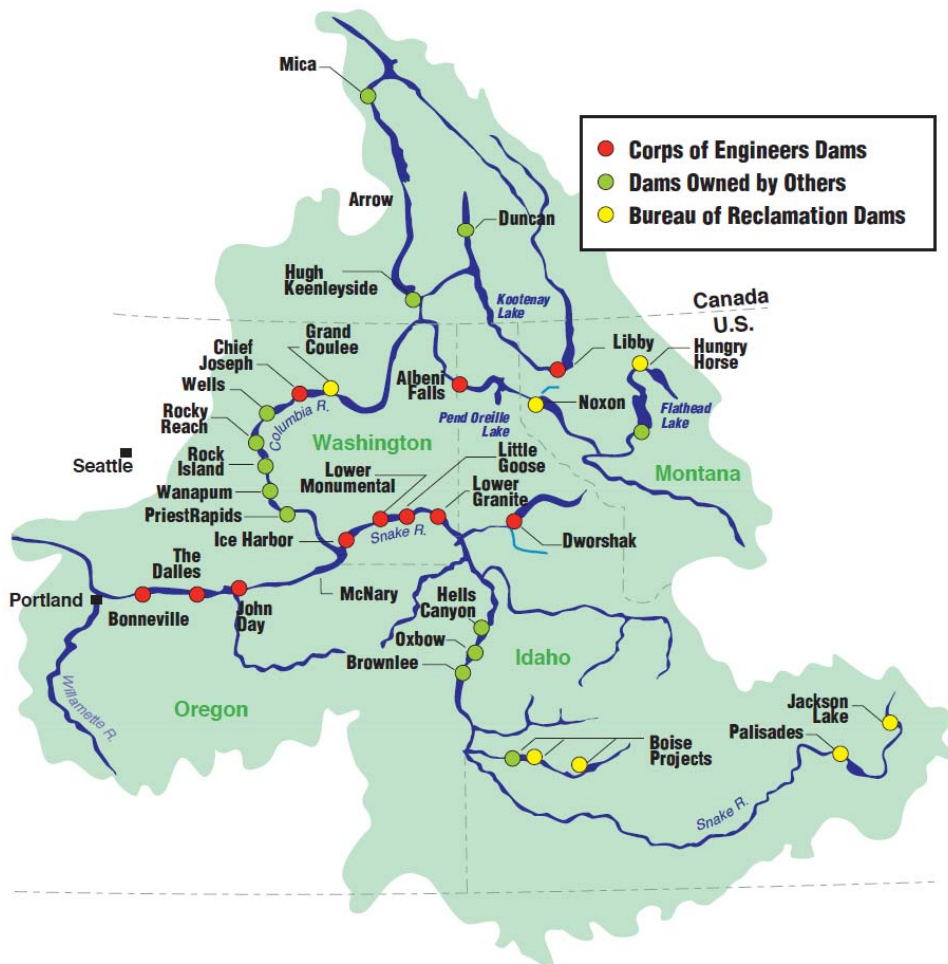 Mica
Corps of Engineers Dams
Dams Owned by Others
Bureau of Reclamation Dams
Arrow
Duncan
Hugh
Keenleyside
Kootenay
Lake
Canada
U.S.
Grand
Coulee
Chief
Joseph
Libby
Hungry
Horse
Wells
Albeni
Falls
Noxon
Columbia R.
Pend Oreille
Lake
Flathead
Lake
Rocky
Reach
Washington
Seattle
Rock
Island
Lower
Monumental
Little
Goose
Lower
Granite
Montana
Wanapum
PriestRapids
Ice Harbor
Snake R.
Dworshak
The
Dalles
Portland
Bonneville
John
Day
McNary
Hells
Canyon
Oxbow
Brownlee
Idaho
Willamette R.
Oregon
Jackson
Lake
Palisades
Boise
Projects
Snake R.